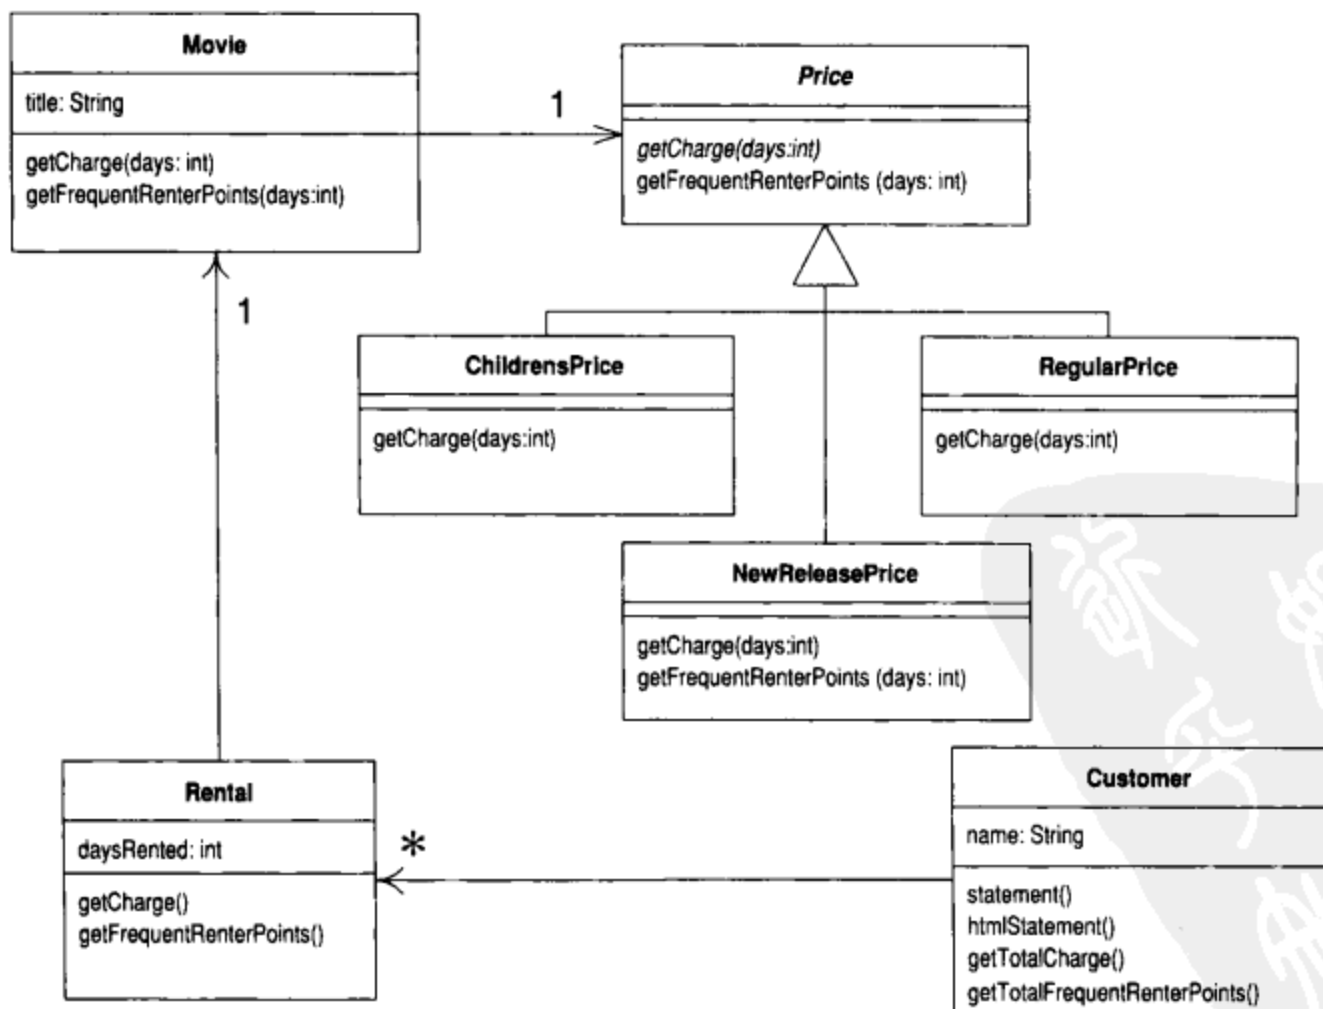 Movie
title: String
getCharge(days: int)
getFrequentRenterPoints(days:int)
1
Price
getCharge(days:int)
getFrequentRenterPoints (days: int)
1
ChildrensPrice
getCharge(days:int)
RegularPrice
getCharge(days:int)
NewReleasePrice
getCharge(days:int)
getFrequentRenterPoints (days: int)
Rental
daysRented: int
getCharge()
getFrequentRenterPoints()
*
Customer
name: String
statement()
htmlStatement()
getTotalCharge()
getTotalFrequentRenterPoints()